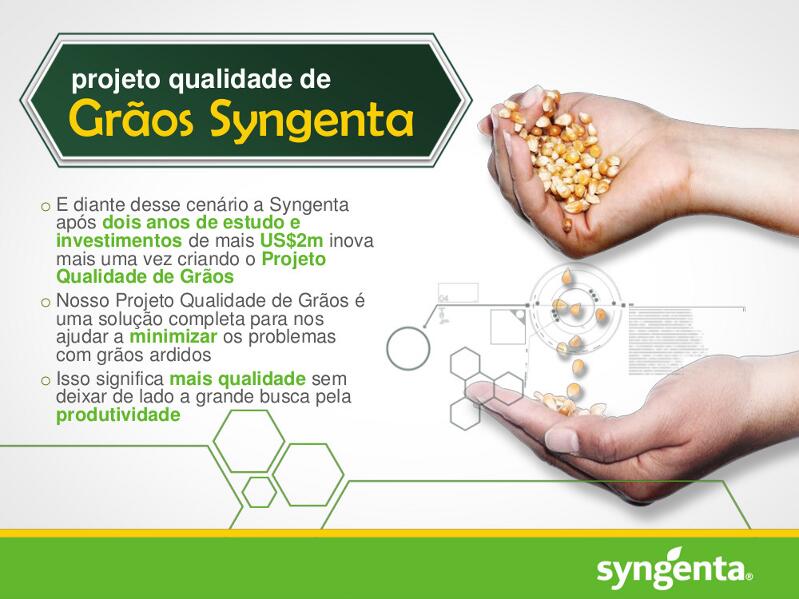 projeto qualidade de
Grãos Syngenta
E diante desse cenário a Syngenta
após dois anos de estudo e
investimentos de mais US$2m inova
mais uma vez criando o Projeto
Qualidade de Grãos
Nosso Projeto Qualidade de Grãos é
uma solução completa para nos
ajudar a minimizar os problemas
com grãos ardidos
Isso significa mais qualidade sem
deixar de lado a grande busca pela
produtividade
04
syngenta®